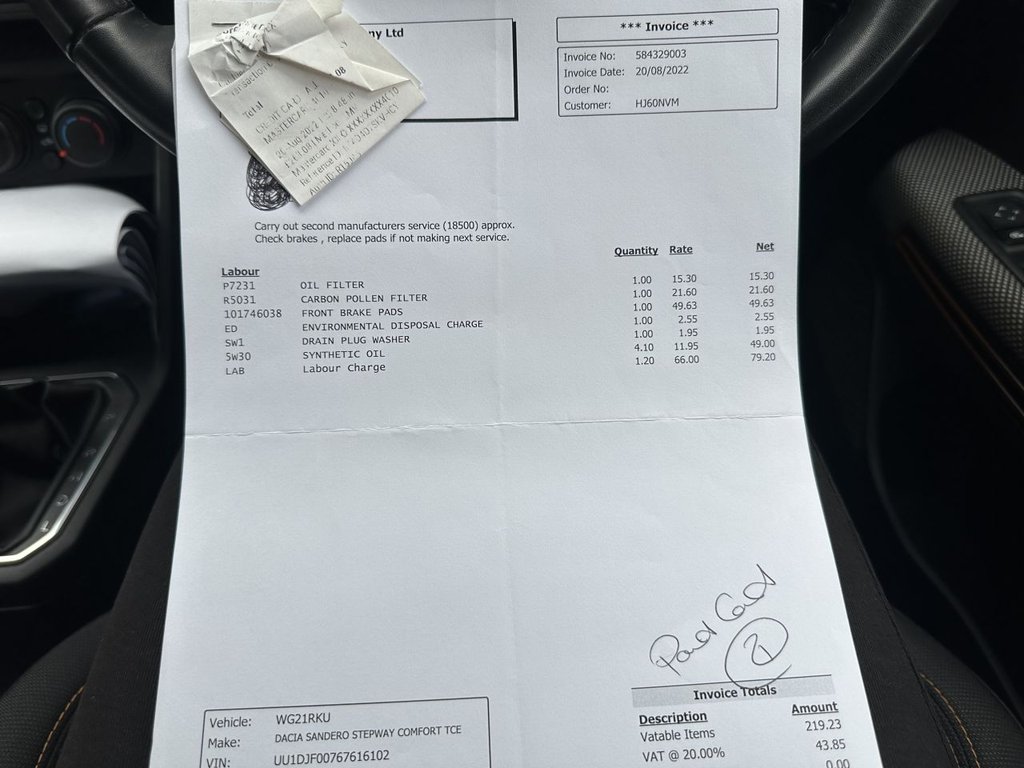 ny Ltd
*** Invoice ***
Invoice No: 584329003
Invoice Date: 20/08/2022
Order No:
Customer: HJ60NVM
Total
08
MASTERCARD
Carry out second manufacturers service (18500) approx.
Check brakes , replace pads if not making next service.
Quantity Rate Net
Labour
P7231 OIL FILTER 1.00 15.30 15.30
R5031 CARBON POLLEN FILTER 1.00 21.60 21.60
101746038 FRONT BRAKE PADS 1.00 49.63 49.63
ED ENVIRONMENTAL DISPOSAL CHARGE 1.00 2.55 2.55
SW1 DRAIN PLUG WASHER 1.00 1.95 1.95
5W30 SYNTHETIC OIL 4.10 11.95 49.00
LAB Labour Charge 1.20 66.00 79.20
Paid Card
Invoice Totals
Description Amount
Vatable Items 219.23
VAT @ 20.00% 43.85
0.00
Vehicle: WG21RKU
Make: DACIA SANDERO STEPWAY COMFORT TCE
VIN: UU1DJF00767616102